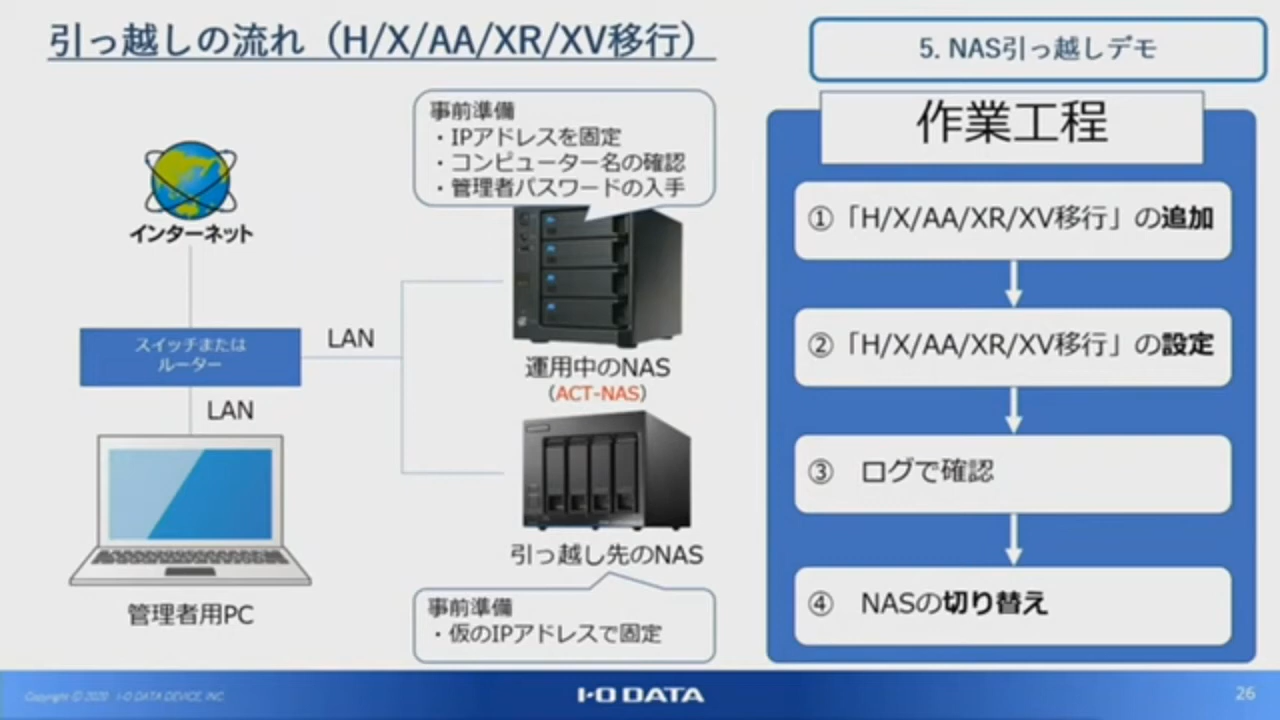 引っ越しの流れ（H/X/AA/XR/XV移行）
5. NAS引っ越しデモ
事前準備
・IPアドレスを固定
・コンピューター名の確認
・管理者パスワードの入手
インターネット
スイッチまたは
ルーター
LAN
LAN
管理者用PC
運用中のNAS
（ACT-NAS）
引っ越し先のNAS
事前準備
・仮のIPアドレスで固定
作業工程
①「H/X/AA/XR/XV移行」の追加
②「H/X/AA/XR/XV移行」の設定
③　ログで確認
④　NASの切り替え
Copyright © 2020 I-O DATA DEVICE, INC.
I-O DATA
26